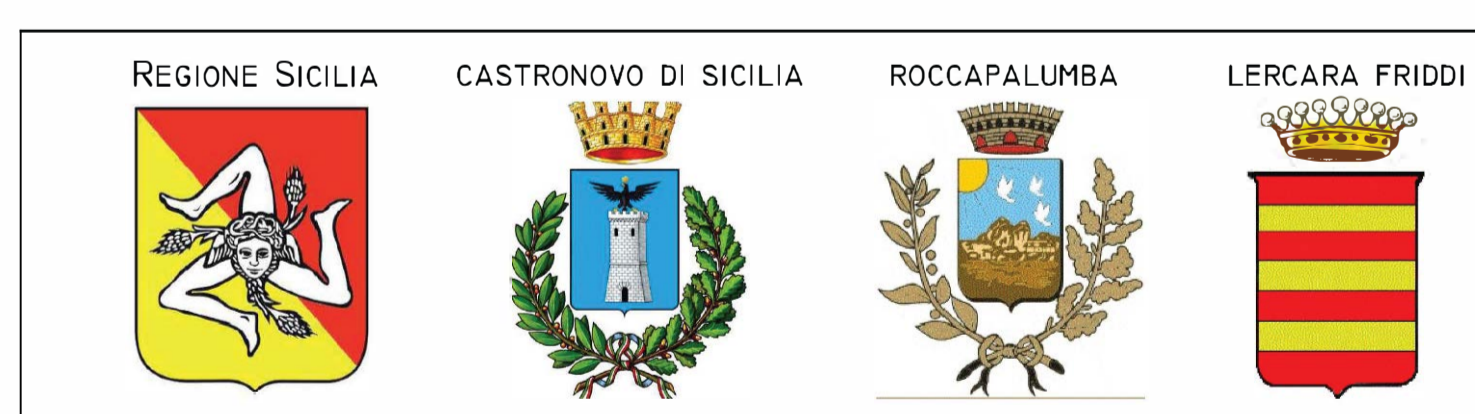 REGIONE SICILIA
CASTRONOVO DI SICILIA
ROCCAPALUMBA
LERCARA FRIDDI